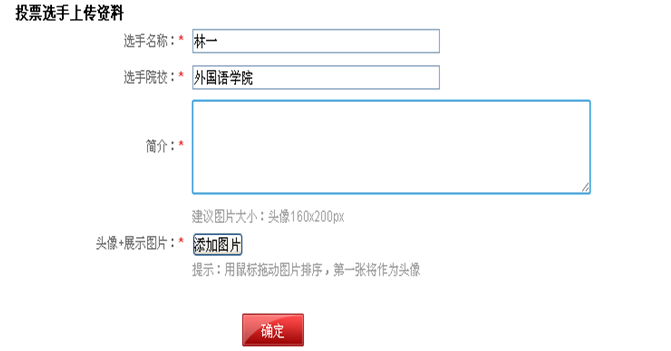 投票选手上传资料
选手名称：* 林一
选手院校：* 外国语学院
简介：*
建议图片大小：头像160x200px
头像+展示图片：* 添加图片
提示：用鼠标拖动图片排序，第一张将作为头像
确定